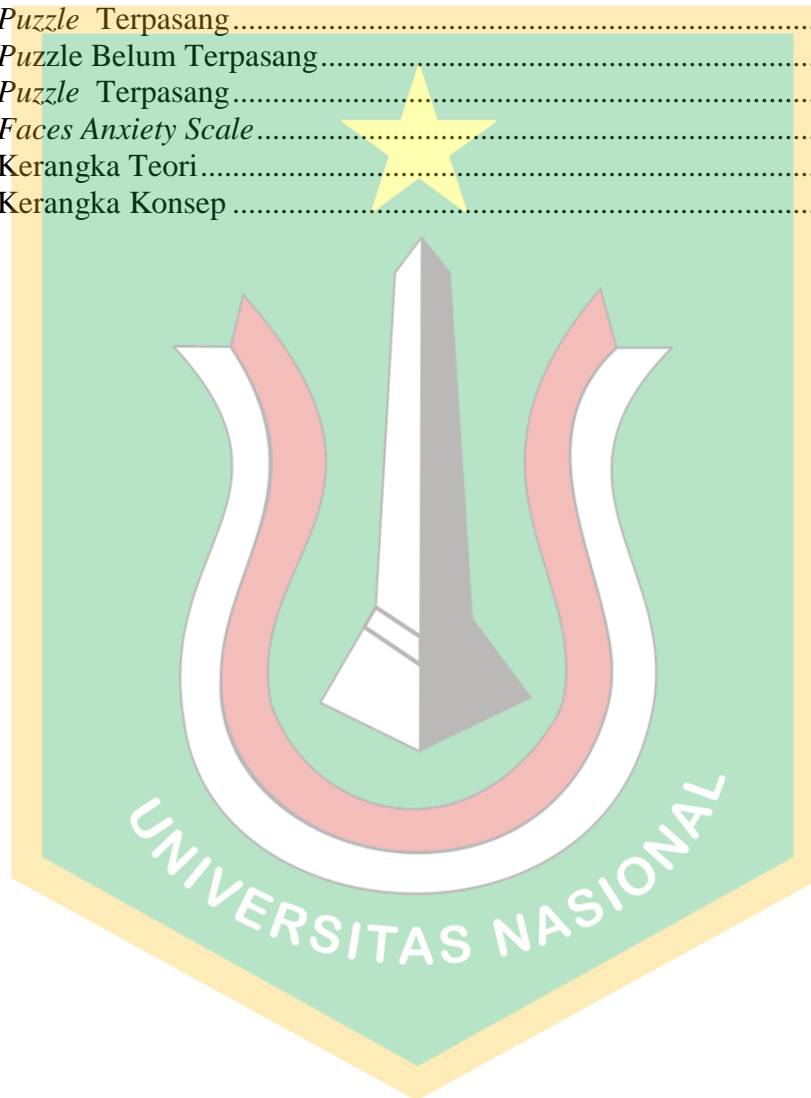 Puzzle Terpasang........................................................................
Puzzle Belum Terpasang............................................................
Puzzle Terpasang........................................................................
Faces Anxiety Scale.....................................................................
Kerangka Teori............................................................................
Kerangka Konsep ........................................................................
UNIVERSITAS NASIONAL